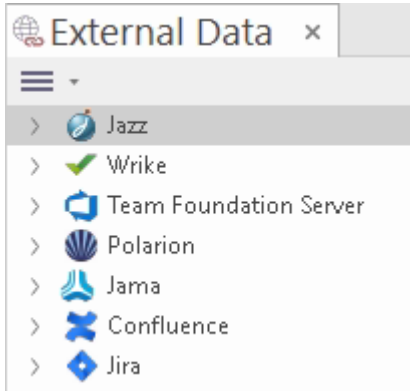 External Data
Jazz
Wrike
Team Foundation Server
Polarion
Jama
Confluence
Jira